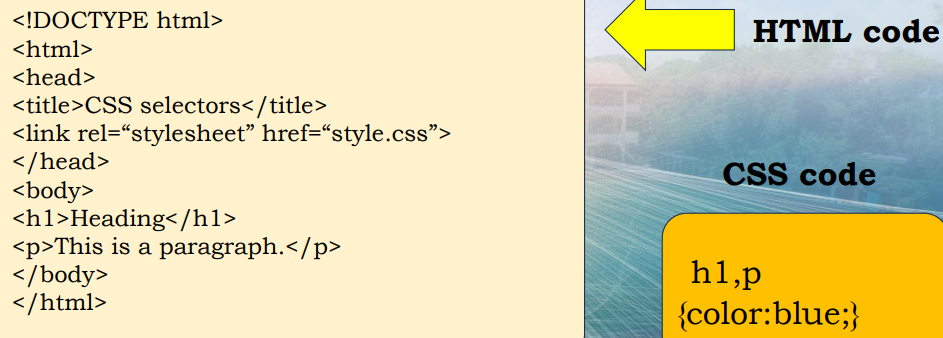 <!DOCTYPE html>
<html>
<head>
<title>CSS selectors</title>
<link rel=“stylesheet” href=“style.css”>
</head>
<body>
<h1>Heading</h1>
<p>This is a paragraph.</p>
</body>
</html>
HTML code
CSS code
h1,p
{color:blue;}